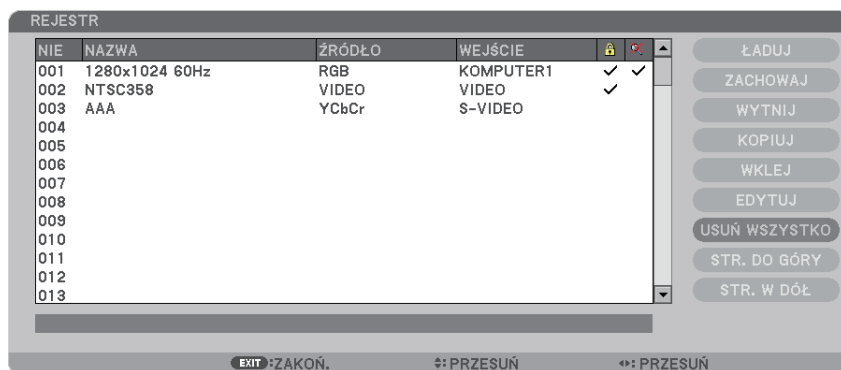 REJESTR
NIE NAZWA ŹRÓDŁO WEJŚCIE
001 1280x1024 60Hz RGB KOMPUTER1 ✓ ✓
002 NTSC358 VIDEO VIDEO ✓
003 AAA YCbCr S-VIDEO
004
005
006
007
008
009
010
011
012
013
ŁADUJ
ZACHOWAJ
WYTNIJ
KOPIUJ
WKLEJ
EDYTUJ
USUŃ WSZYSTKO
STR. DO GÓRY
STR. W DÓŁ
EXIT :ZAKOŃ. :PRZESUŃ :PRZESUŃ